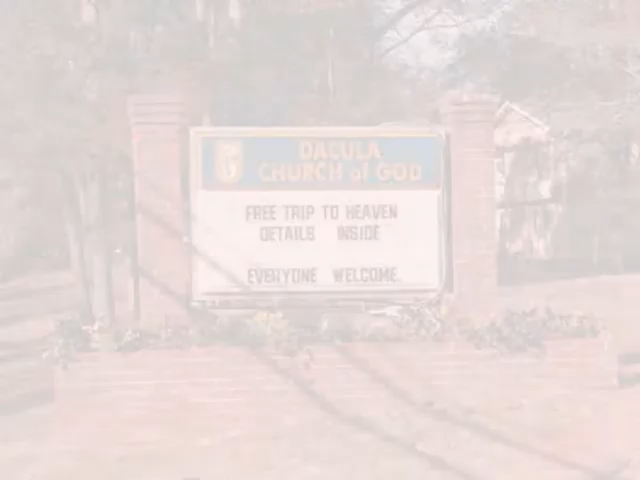 DACULA
CHURCH of GOD
FREE TRIP TO HEAVEN
DETAILS INSIDE
EVERYONE WELCOME